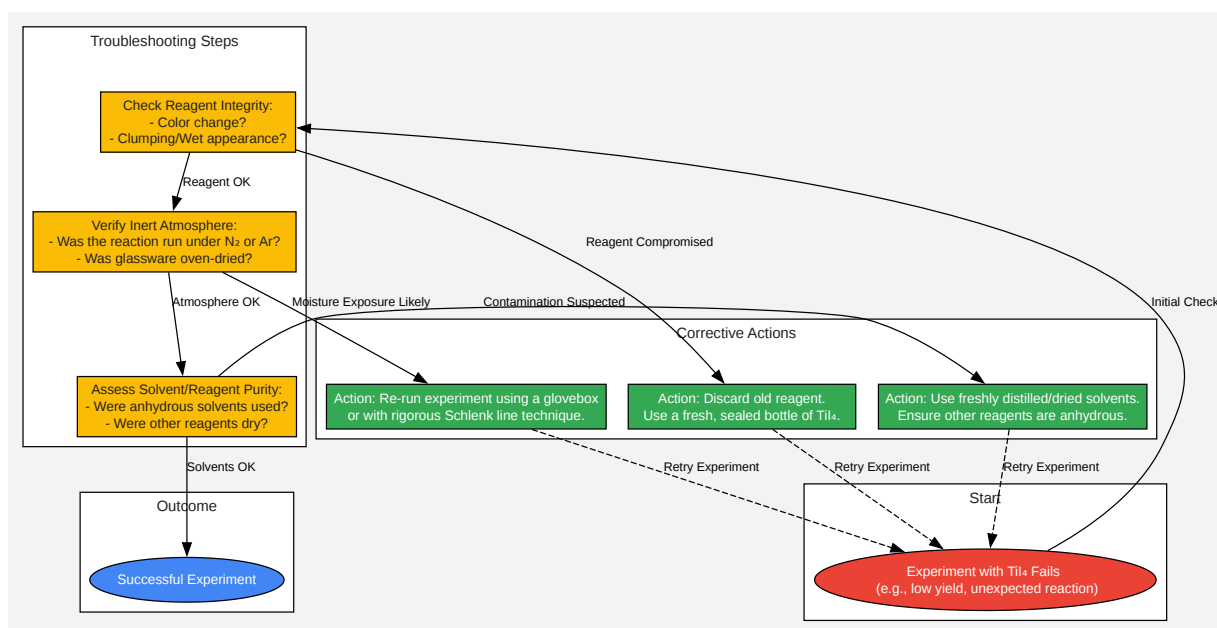 Troubleshooting Steps
Check Reagent Integrity:
- Color change?
- Clumping/Wet appearance?
Reagent OK
Verify Inert Atmosphere:
- Was the reaction run under N₂ or Ar?
- Was glassware oven-dried?
Reagent Compromised
Atmosphere OK
Moisture Exposure Likely
Contamination Suspected
Initial Check
Corrective Actions
Assess Solvent/Reagent Purity:
- Were anhydrous solvents used?
- Were other reagents dry?
Action: Re-run experiment using a glovebox
or with rigorous Schlenk line technique.
Action: Discard old reagent.
Use a fresh, sealed bottle of TiI₄.
Action: Use freshly distilled/dried solvents.
Ensure other reagents are anhydrous.
Solvents OK
Retry Experiment
Retry Experiment
Retry Experiment
Outcome
Start
Successful Experiment
Experiment with TiI₄ Fails
(e.g., low yield, unexpected reaction)